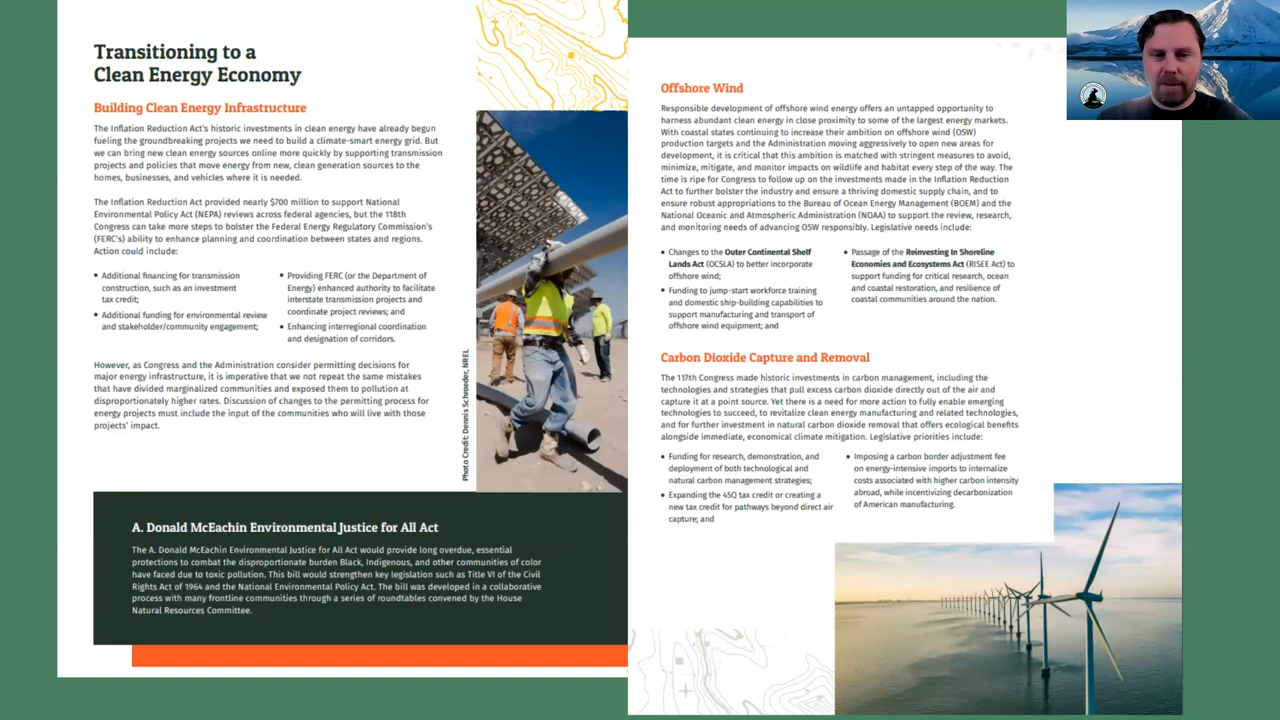 Transitioning to a
Clean Energy Economy
Building Clean Energy Infrastructure
The Inflation Reduction Act's historic investments in clean energy have already begun
fueling the groundbreaking projects we need to build a climate-smart energy grid. But
we can bring new clean energy sources online more quickly by supporting transmission
projects and policies that move energy from new, clean generation sources to the
homes, businesses, and vehicles where it is needed.
The Inflation Reduction Act provided nearly $700 million to support National
Environmental Policy Act (NEPA) reviews across federal agencies, but the 118th
Congress can take more steps to bolster the Federal Energy Regulatory Commission's
(FERC's) ability to enhance planning and coordination between states and regions.
Action could include:
• Additional financing for transmission
construction, such as an investment
tax credit;
• Additional funding for environmental review
and stakeholder/community engagement;
• Providing FERC (or the Department of
Energy) enhanced authority to facilitate
interstate transmission projects and
coordinate project reviews; and
• Enhancing interregional coordination
and designation of corridors.
However, as Congress and the Administration consider permitting decisions for
major energy infrastructure, it is imperative that we not repeat the same mistakes
that have divided marginalized communities and exposed them to pollution at
disproportionately higher rates. Discussion of changes to the permitting process for
energy projects must include the input of the communities who will live with those
projects' impact.
Photo Credit: Dennis Schroeder, NREL
A. Donald McEachin Environmental Justice for All Act
The A. Donald McEachin Environmental Justice for All Act would provide long overdue, essential
protections to combat the disproportionate burden Black, Indigenous, and other communities of color
have faced due to toxic pollution. This bill would strengthen key legislation such as Title VI of the Civil
Rights Act of 1964 and the National Environmental Policy Act. The bill was developed in a collaborative
process with many frontline communities through a series of roundtables convened by the House
Natural Resources Committee.
Offshore Wind
Responsible development of offshore wind energy offers an untapped opportunity to
harness abundant clean energy in close proximity to some of the largest energy markets.
With coastal states continuing to increase their ambition on offshore wind (OSW)
production targets and the Administration moving aggressively to open new areas for
development, it is critical that this ambition is matched with stringent measures to avoid,
minimize, mitigate, and monitor impacts on wildlife and habitat every step of the way. The
time is ripe for Congress to follow up on the investments made in the Inflation Reduction
Act to further bolster the industry and ensure a thriving domestic supply chain, and to
ensure robust appropriations to the Bureau of Ocean Energy Management (BOEM) and the
National Oceanic and Atmospheric Administration (NOAA) to support the review, research,
and monitoring needs of advancing OSW responsibly. Legislative needs include:
• Changes to the Outer Continental Shelf
Lands Act (OCSLA) to better incorporate
offshore wind;
• Funding to jump-start workforce training
and domestic ship-building capabilities to
support manufacturing and transport of
offshore wind equipment; and
• Passage of the Reinvesting In Shoreline
Economies and Ecosystems Act (RISEE Act) to
support funding for critical research, ocean
and coastal restoration, and resilience of
coastal communities around the nation.
Carbon Dioxide Capture and Removal
The 117th Congress made historic investments in carbon management, including the
technologies and strategies that pull excess carbon dioxide directly out of the air and
capture it at a point source. Yet there is a need for more action to fully enable emerging
technologies to succeed, to revitalize clean energy manufacturing and related technologies,
and for further investment in natural carbon dioxide removal that offers ecological benefits
alongside immediate, economical climate mitigation. Legislative priorities include:
• Funding for research, demonstration, and
deployment of both technological and
natural carbon management strategies;
• Expanding the 45Q tax credit or creating a
new tax credit for pathways beyond direct air
capture; and
• Imposing a carbon border adjustment fee
on energy-intensive imports to internalize
costs associated with higher carbon intensity
abroad, while incentivizing decarbonization
of American manufacturing.